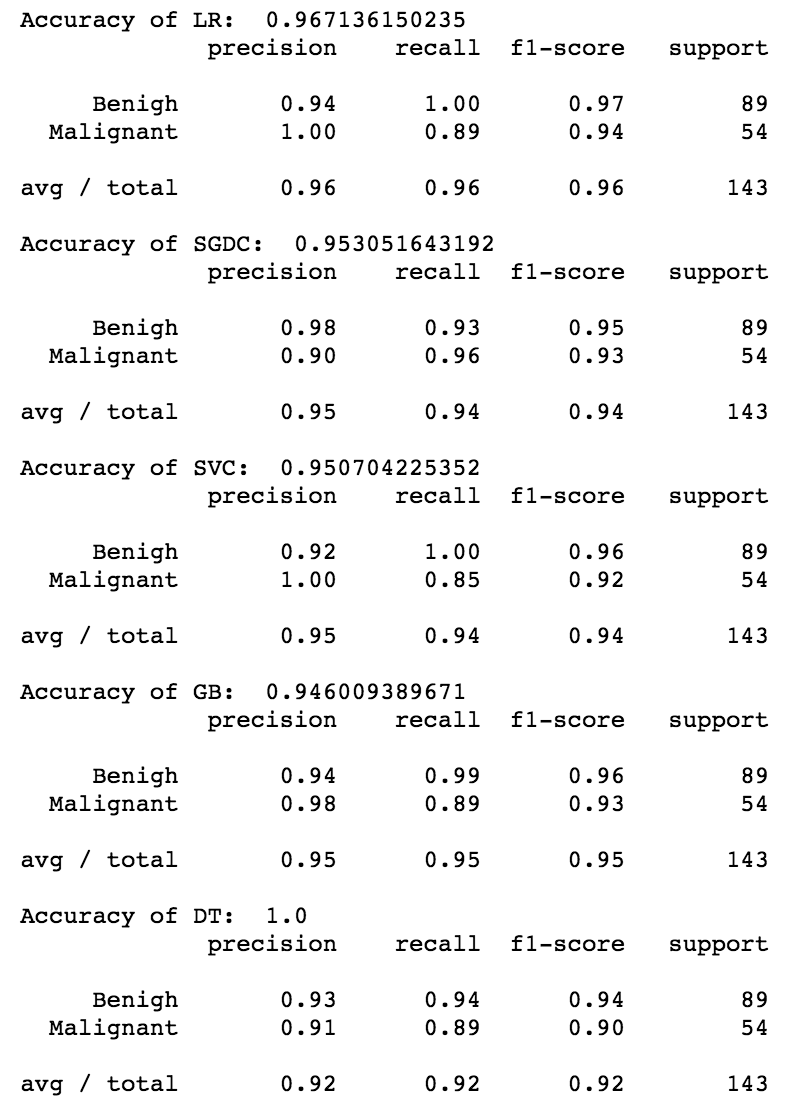 Accuracy of LR:  0.967136150235
precision recall f1-score support
Benigh 0.94 1.00 0.97 89
Malignant 1.00 0.89 0.94 54
avg / total 0.96 0.96 0.96 143
Accuracy of SGDC:  0.953051643192
precision recall f1-score support
Benigh 0.98 0.93 0.95 89
Malignant 0.90 0.96 0.93 54
avg / total 0.95 0.94 0.94 143
Accuracy of SVC:  0.950704225352
precision recall f1-score support
Benigh 0.92 1.00 0.96 89
Malignant 1.00 0.85 0.92 54
avg / total 0.95 0.94 0.94 143
Accuracy of GB:  0.946009389671
precision recall f1-score support
Benigh 0.94 0.99 0.96 89
Malignant 0.98 0.89 0.93 54
avg / total 0.95 0.95 0.95 143
Accuracy of DT:  1.0
precision recall f1-score support
Benigh 0.93 0.94 0.94 89
Malignant 0.91 0.89 0.90 54
avg / total 0.92 0.92 0.92 143